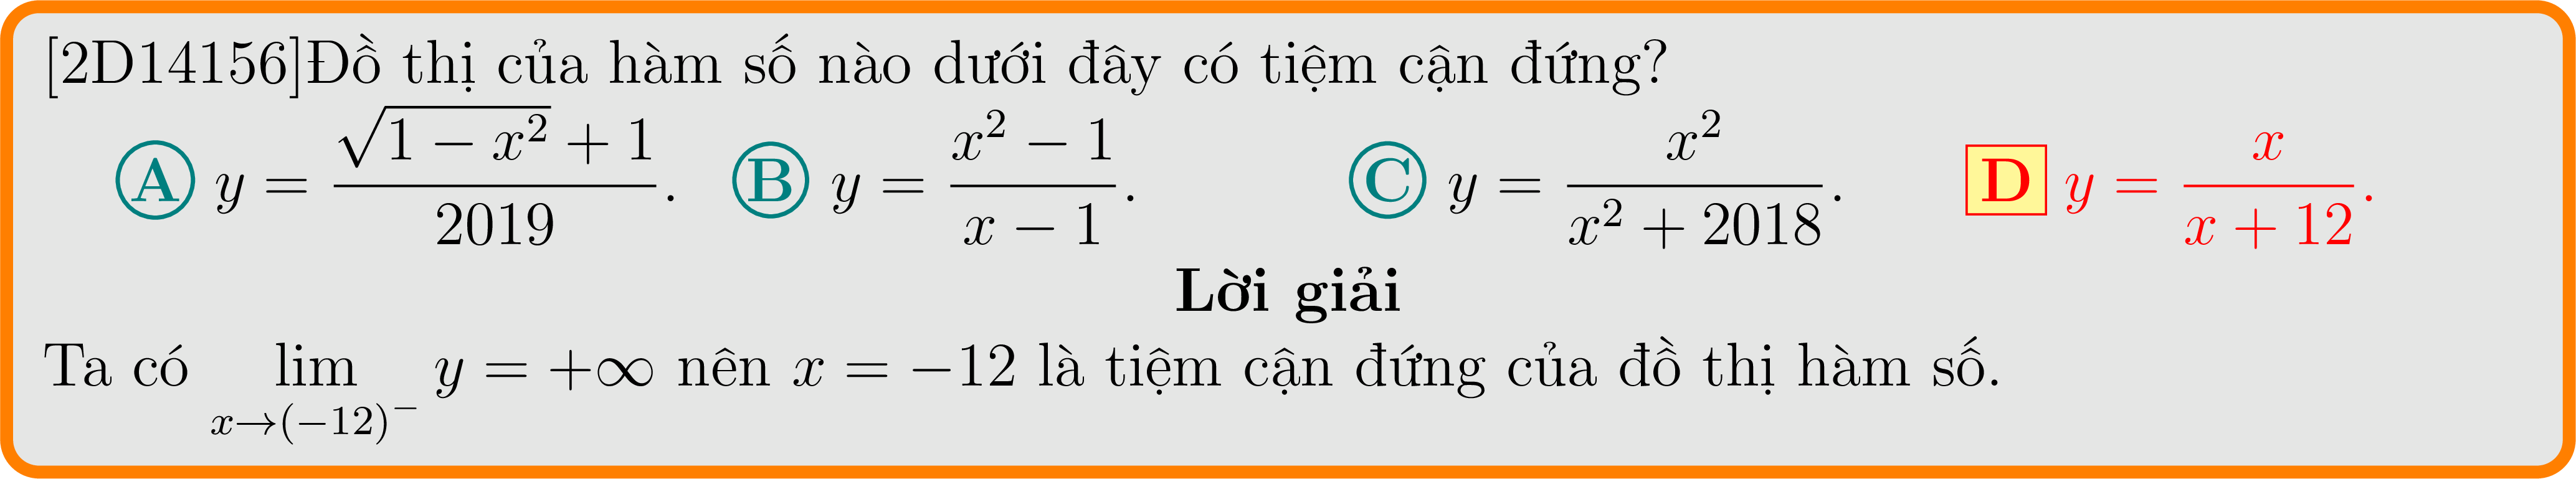 [2D14156]Đồ thị của hàm số nào dưới đây có tiệm cận đứng?
A y = \frac{\sqrt{1 - x^2} + 1}{2019}. B y = \frac{x^2 - 1}{x - 1}. C y = \frac{x^2}{x^2 + 2018}. D y = \frac{x}{x + 12}.
Lời giải
Ta có \lim_{x \to (-12)^-} y = +\infty nên x = −12 là tiệm cận đứng của đồ thị hàm số.